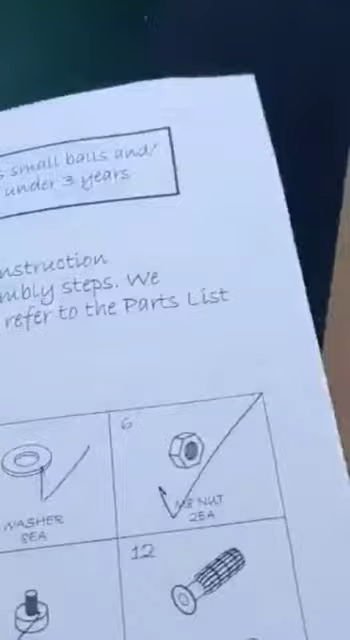 small balls and/
under 3 years
nstruction
mbly steps. We
refer to the Parts List
6
WASHER
8EA
M8 NUT
2EA
12